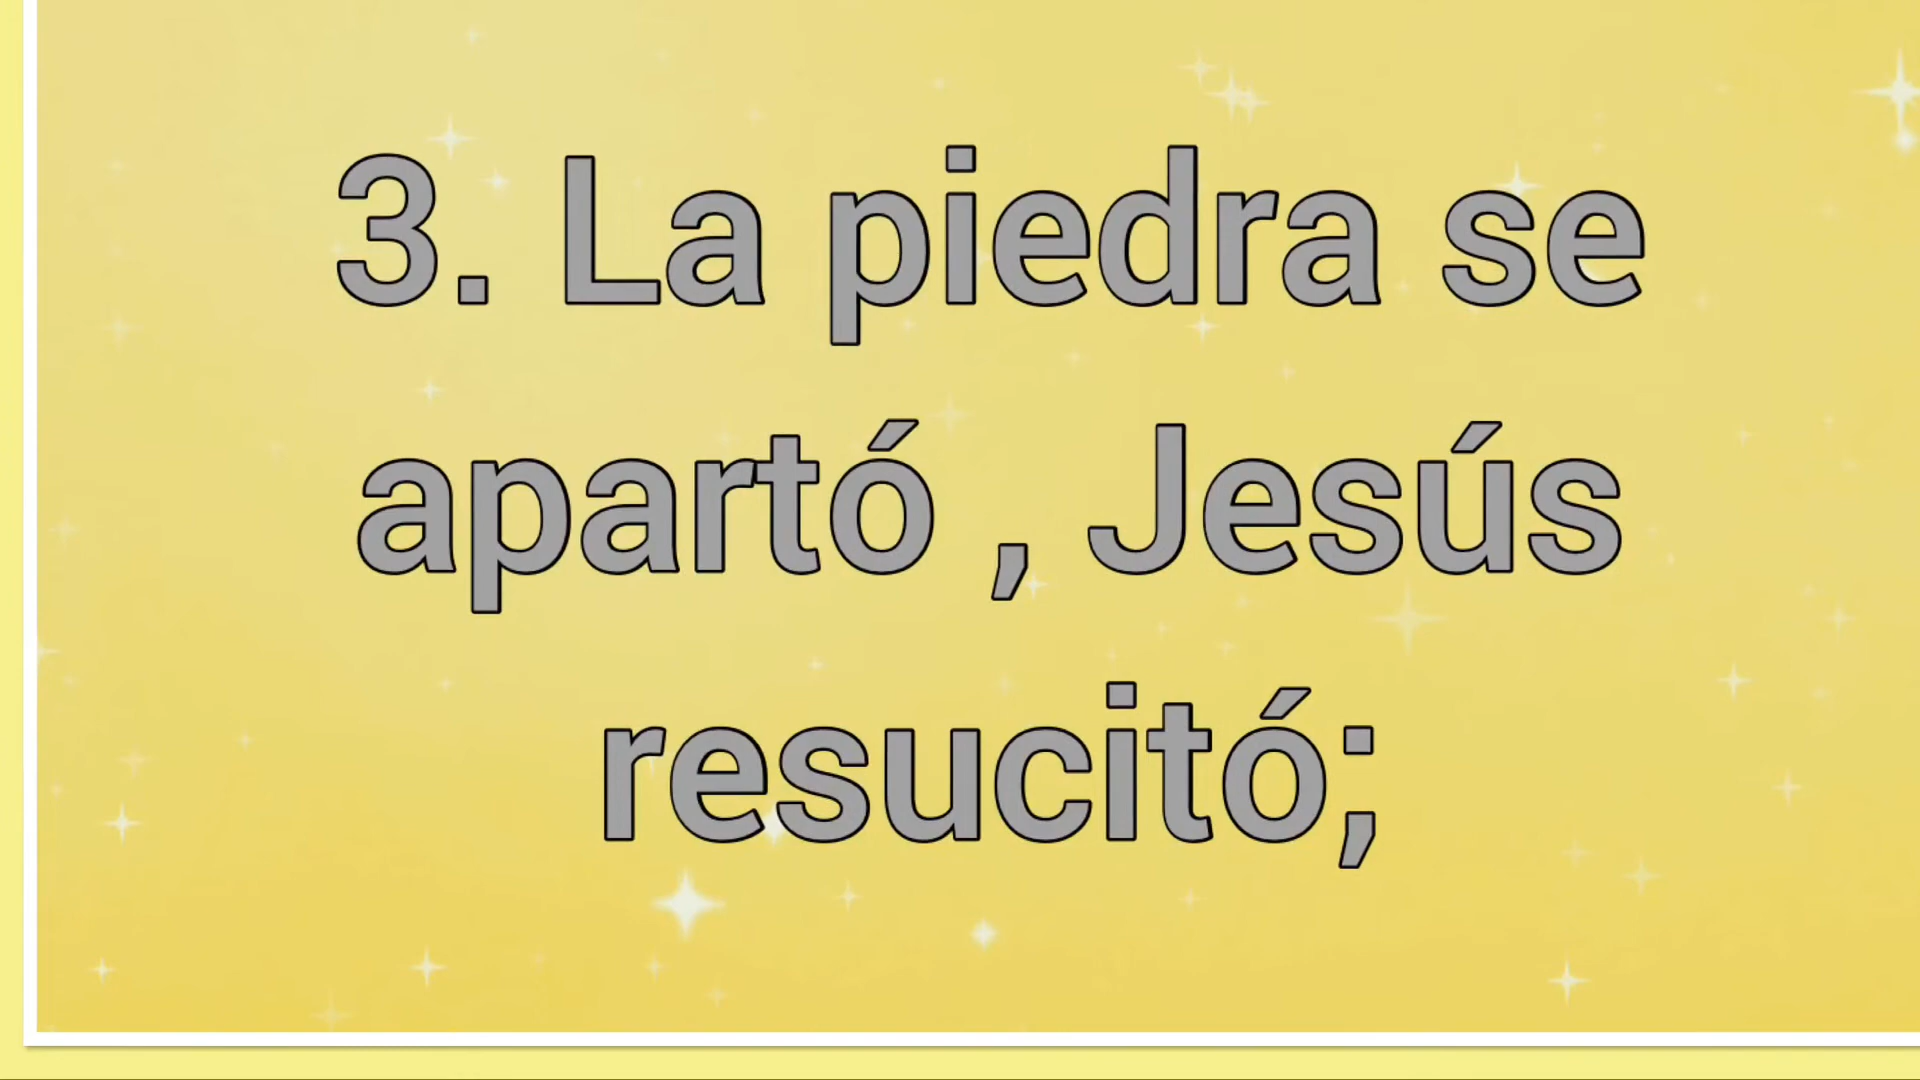 3. La piedra se
apartó , Jesús
resucitó;